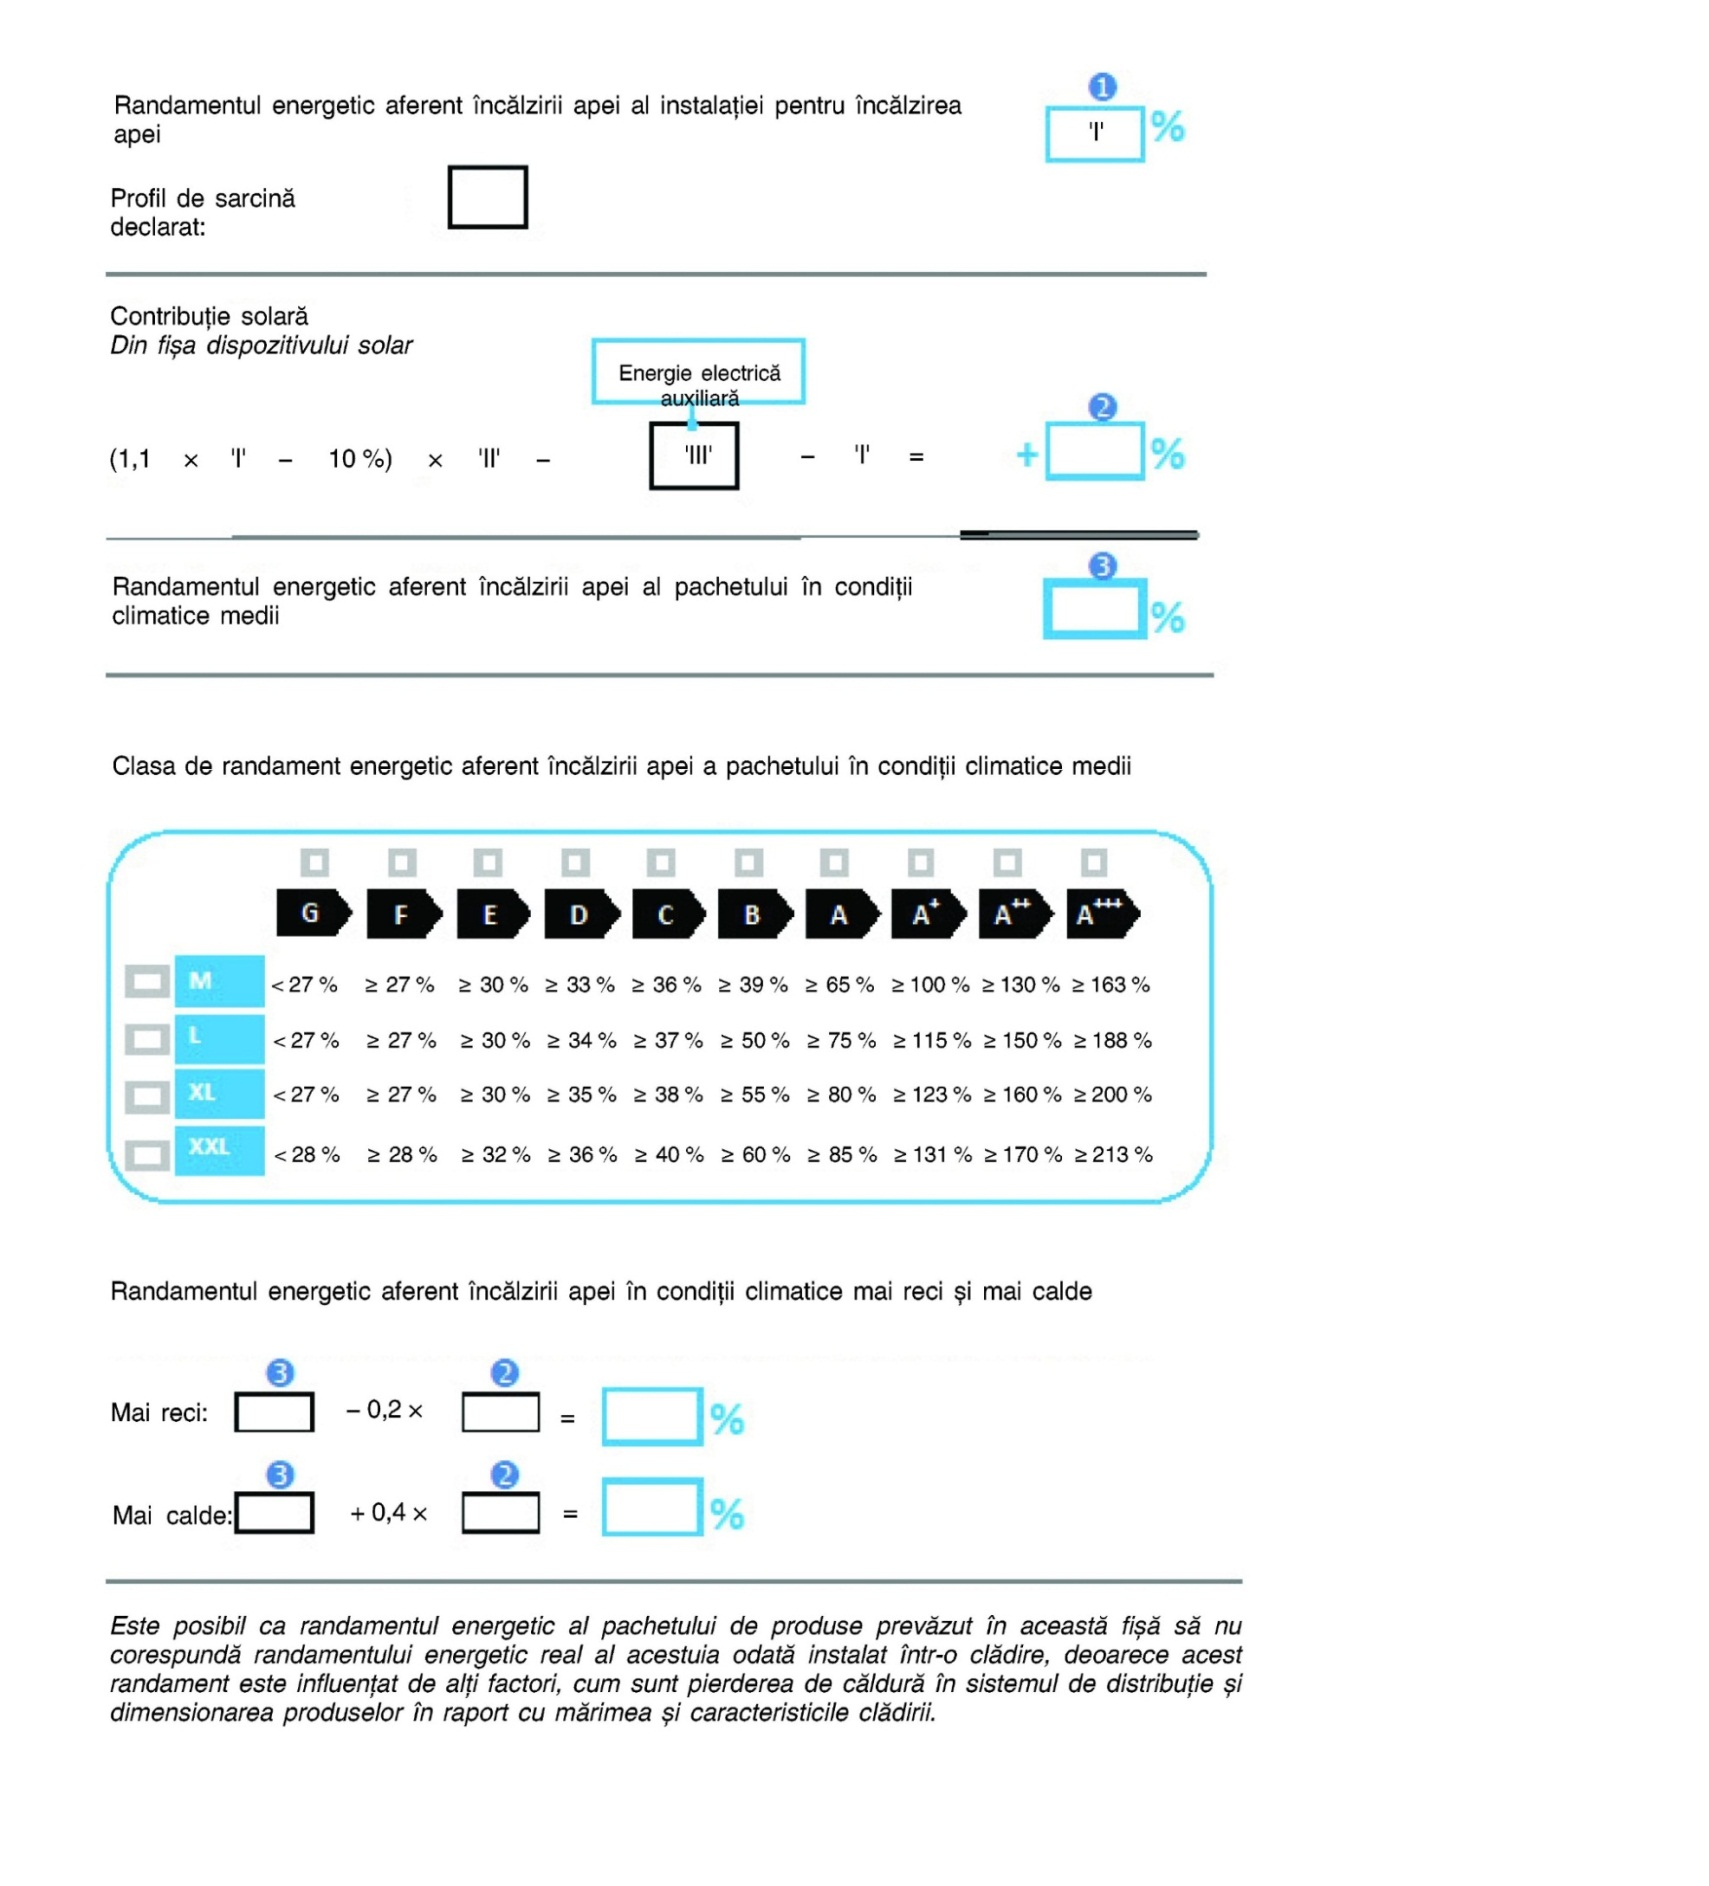 1
Randamentul energetic aferent încălzirii apei al instalației pentru încălzirea
apei
'I' %
Profil de sarcină
declarat:
Contribuție solară
Din fișa dispozitivului solar
Energie electrică
auxiliară
2
(1,1 × 'I' – 10 %) × 'II' – 'III' – 'I' = + %
3
Randamentul energetic aferent încălzirii apei al pachetului în condiții
climatice medii
%
Clasa de randament energetic aferent încălzirii apei a pachetului în condiții climatice medii
G F E D C B A A+ A++ A+++
M < 27 % ≥ 27 % ≥ 30 % ≥ 33 % ≥ 36 % ≥ 39 % ≥ 65 % ≥ 100 % ≥ 130 % ≥ 163 %
L < 27 % ≥ 27 % ≥ 30 % ≥ 34 % ≥ 37 % ≥ 50 % ≥ 75 % ≥ 115 % ≥ 150 % ≥ 188 %
XL < 27 % ≥ 27 % ≥ 30 % ≥ 35 % ≥ 38 % ≥ 55 % ≥ 80 % ≥ 123 % ≥ 160 % ≥ 200 %
XXL < 28 % ≥ 28 % ≥ 32 % ≥ 36 % ≥ 40 % ≥ 60 % ≥ 85 % ≥ 131 % ≥ 170 % ≥ 213 %
Randamentul energetic aferent încălzirii apei în condiții climatice mai reci și mai calde
3 2
Mai reci: – 0,2 × = %
3 2
Mai calde: + 0,4 × = %
Este posibil ca randamentul energetic al pachetului de produse prevăzut în această fișă să nu
corespundă randamentului energetic real al acestuia odată instalat într-o clădire, deoarece acest
randament este influențat de alți factori, cum sunt pierderea de căldură în sistemul de distribuție și
dimensionarea produselor în raport cu mărimea și caracteristicile clădirii.